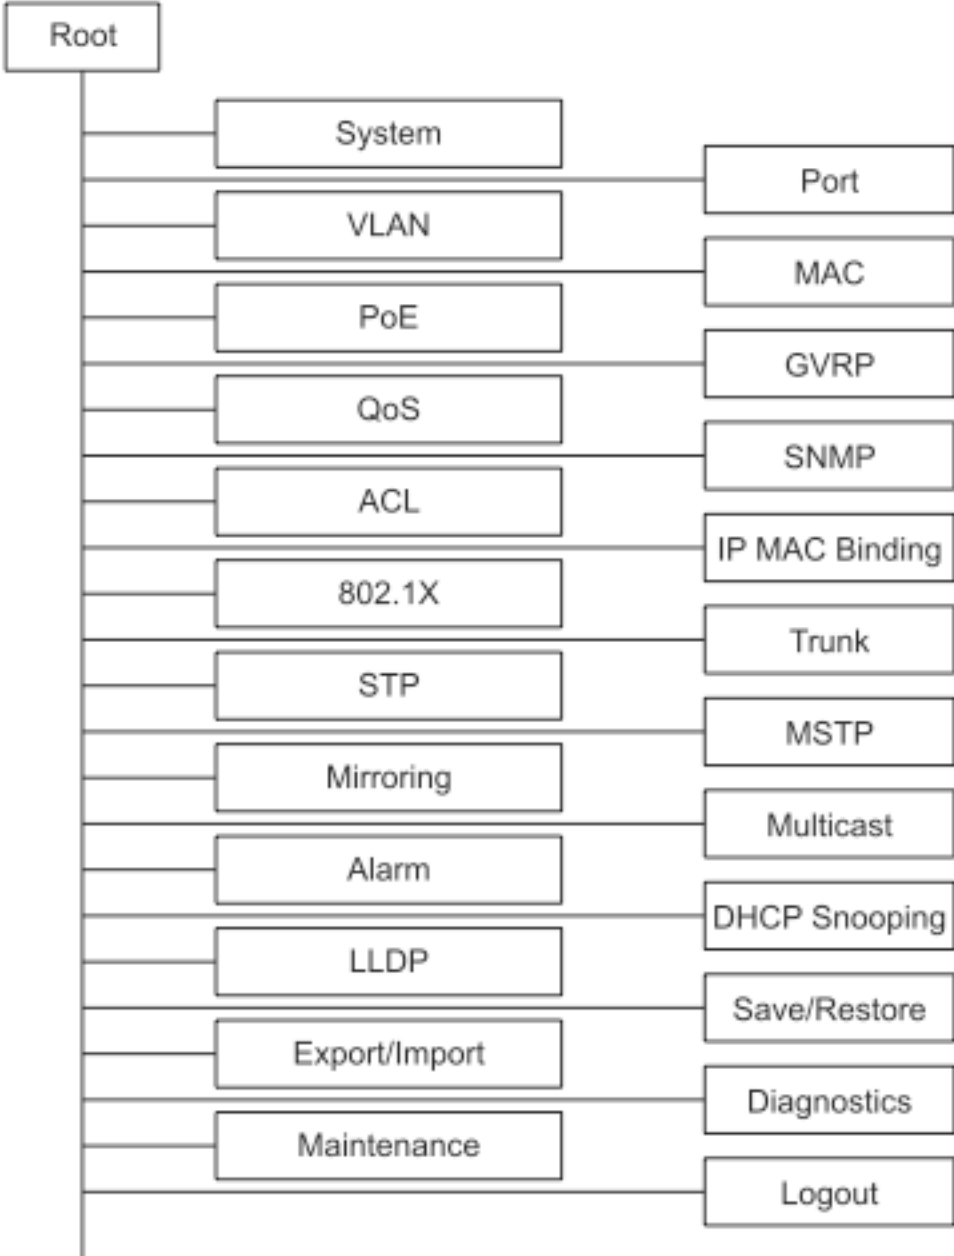 Root
System
Port
VLAN
MAC
PoE
GVRP
QoS
SNMP
ACL
IP MAC Binding
802.1X
Trunk
STP
MSTP
Mirroring
Multicast
Alarm
DHCP Snooping
LLDP
Save/Restore
Export/Import
Diagnostics
Maintenance
Logout